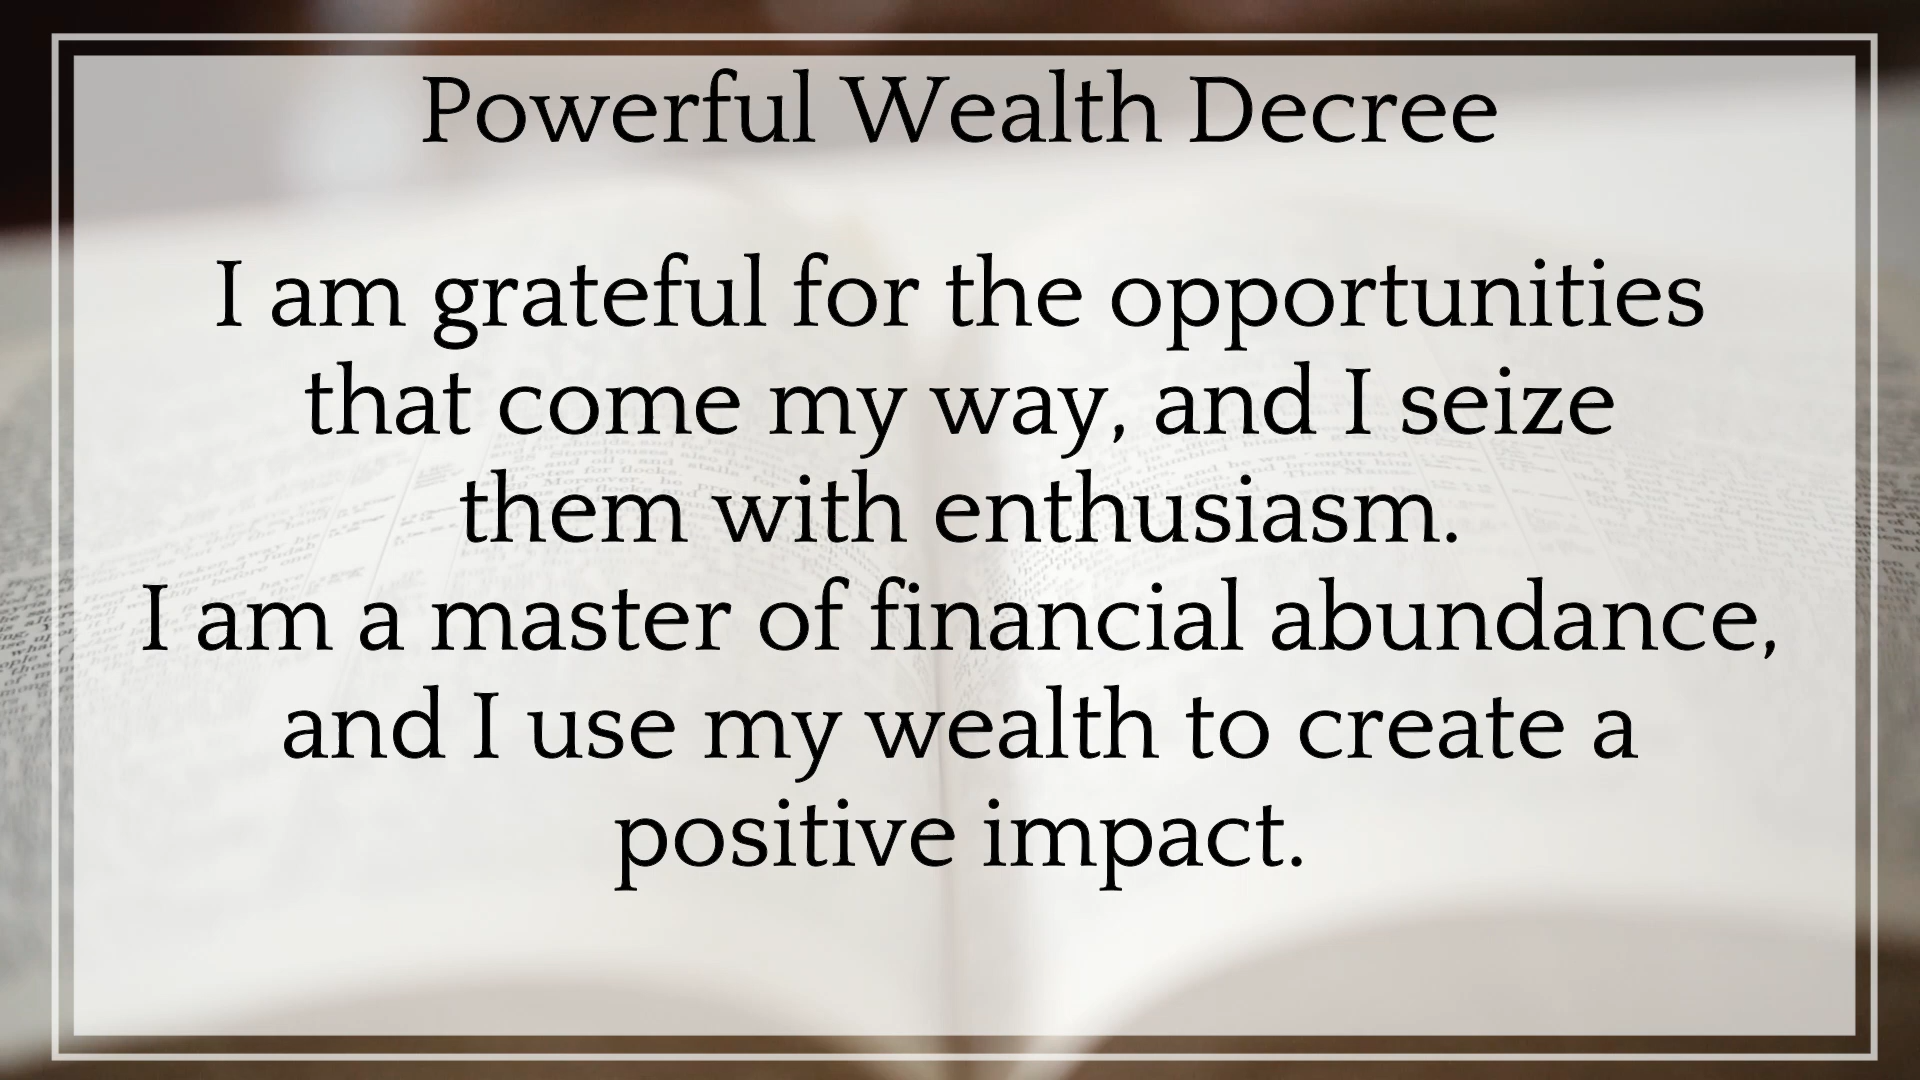 Powerful Wealth Decree
I am grateful for the opportunities
that come my way, and I seize
them with enthusiasm.
I am a master of financial abundance,
and I use my wealth to create a
positive impact.